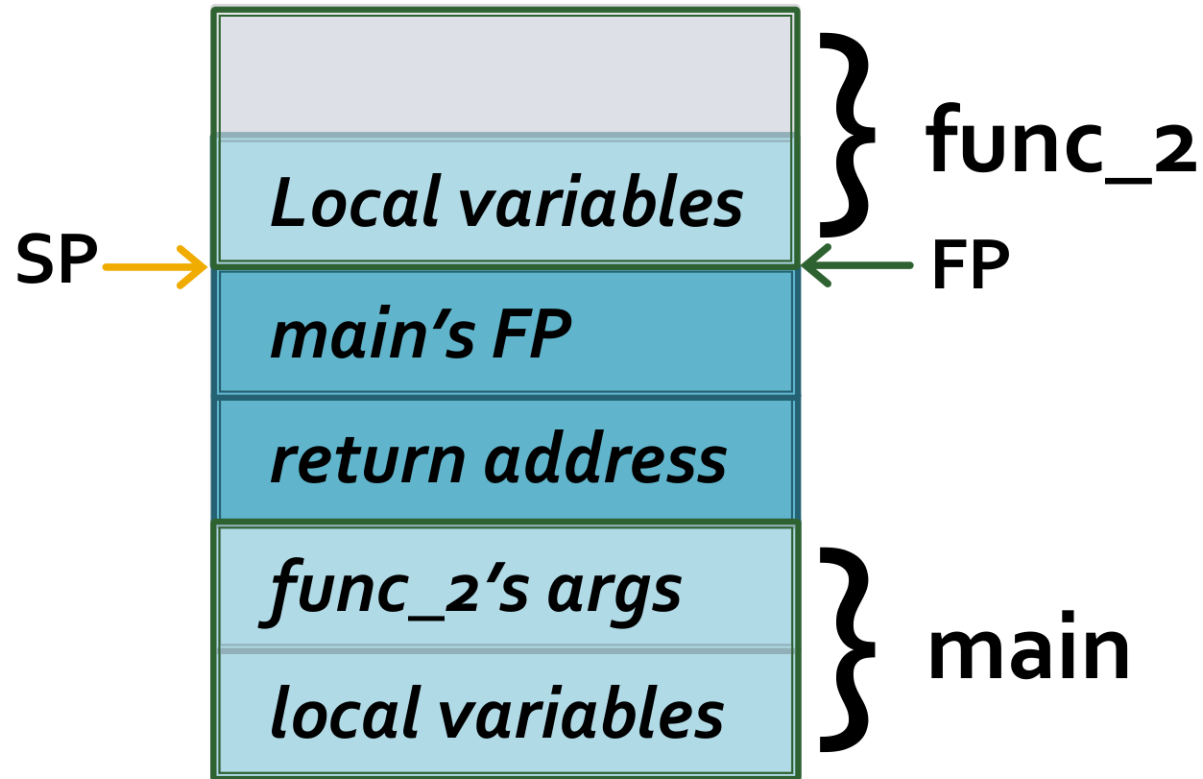 func_2
Local variables
SP
FP
main’s FP
return address
func_2’s args
main
local variables